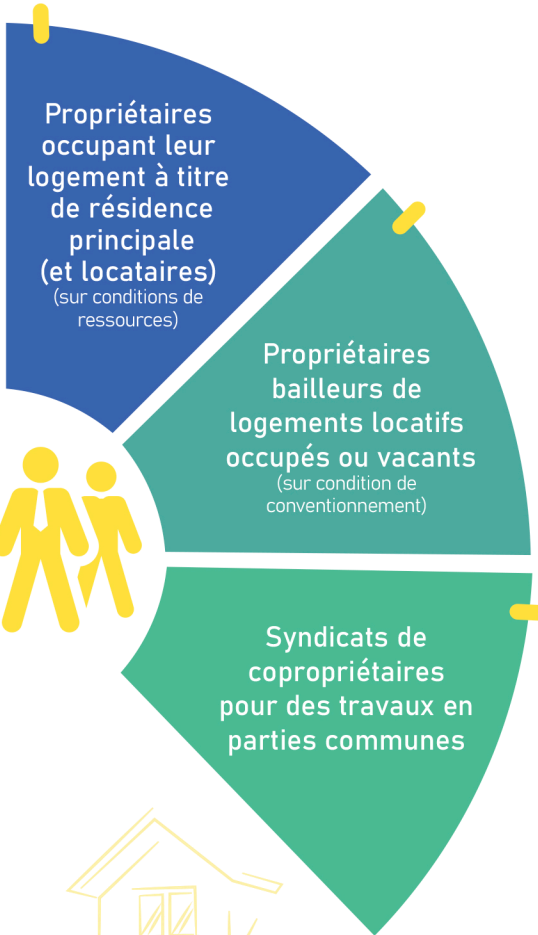 Propriétaires
occupant leur
logement à titre
de résidence
principale
(et locataires)
(sur conditions de
ressources)
Propriétaires
bailleurs de
logements locatifs
occupés ou vacants
(sur condition de
conventionnement)
Syndicats de
copropriétaires
pour des travaux en
parties communes